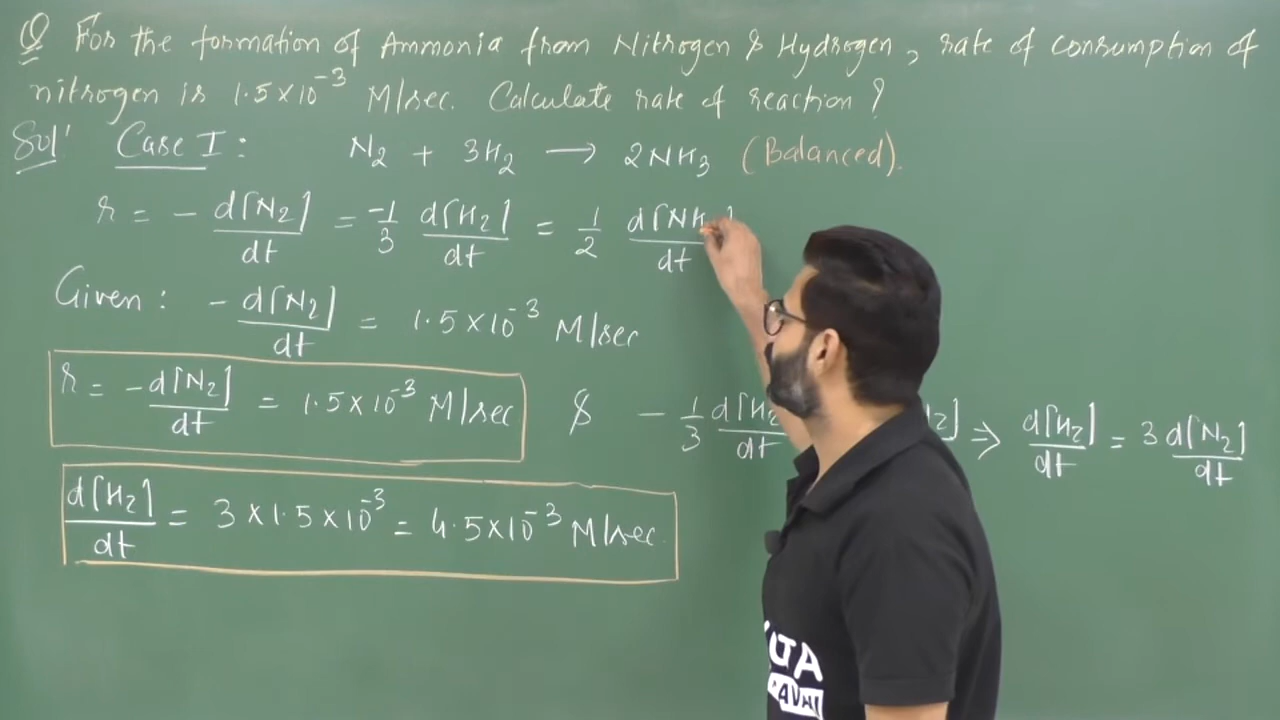 Q For the formation of Ammonia from Nitrogen & Hydrogen, rate of consumption of
nitrogen is 1.5×10⁻³ M/sec. Calculate rate of reaction?
Sol' Case I: N₂ + 3H₂ → 2NH₃ (Balanced).
r = - d[N₂]/dt = -1/3 d[H₂]/dt = 1/2 d[NH₃]/dt
Given: - d[N₂]/dt = 1.5×10⁻³ M/sec
r = -d[N₂]/dt = 1.5×10⁻³ M/sec & - 1/3 d[H₂]/dt ⇒ d[H₂]/dt = 3 d[N₂]/dt
d[H₂]/dt = 3×1.5×10⁻³ = 4.5×10⁻³ M/sec.